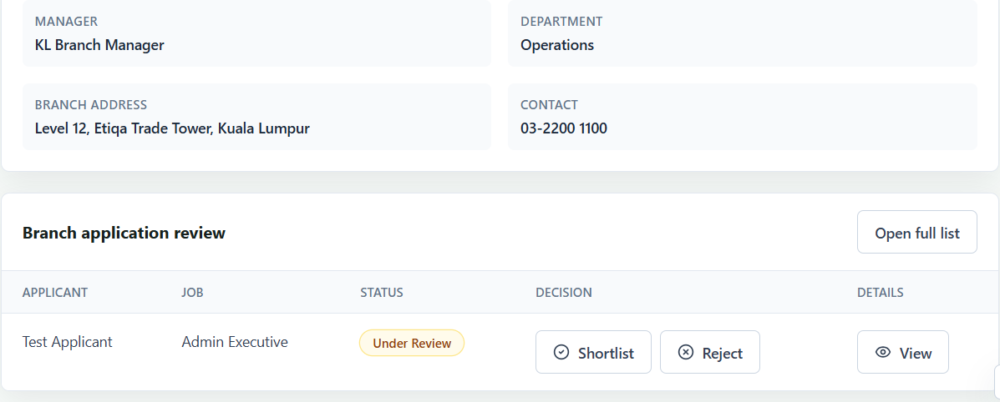 MANAGER
KL Branch Manager
DEPARTMENT
Operations
BRANCH ADDRESS
Level 12, Etiqa Trade Tower, Kuala Lumpur
CONTACT
03-2200 1100
Branch application review
Open full list
APPLICANT JOB STATUS DECISION DETAILS
Test Applicant Admin Executive Under Review Shortlist Reject View